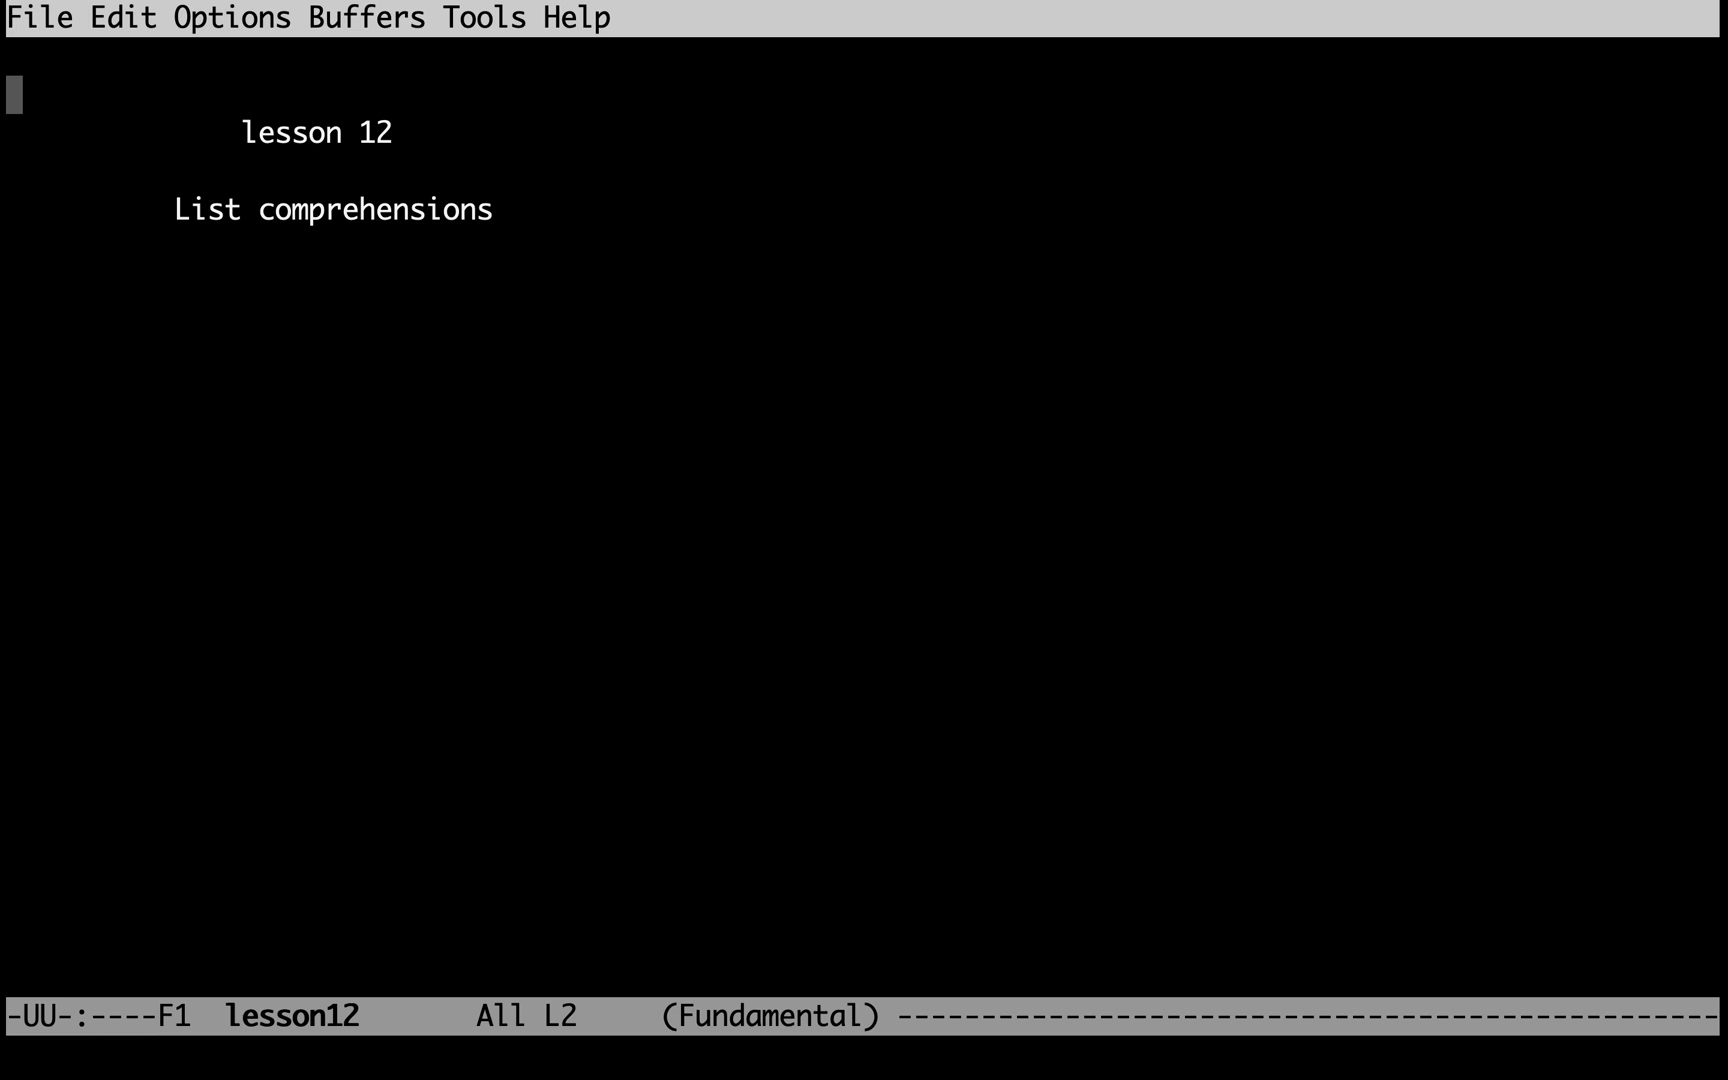 File Edit Options Buffers Tools Help
lesson 12
List comprehensions
-UU-:----F1  lesson12       All L2     (Fundamental) -------------------------------------------------